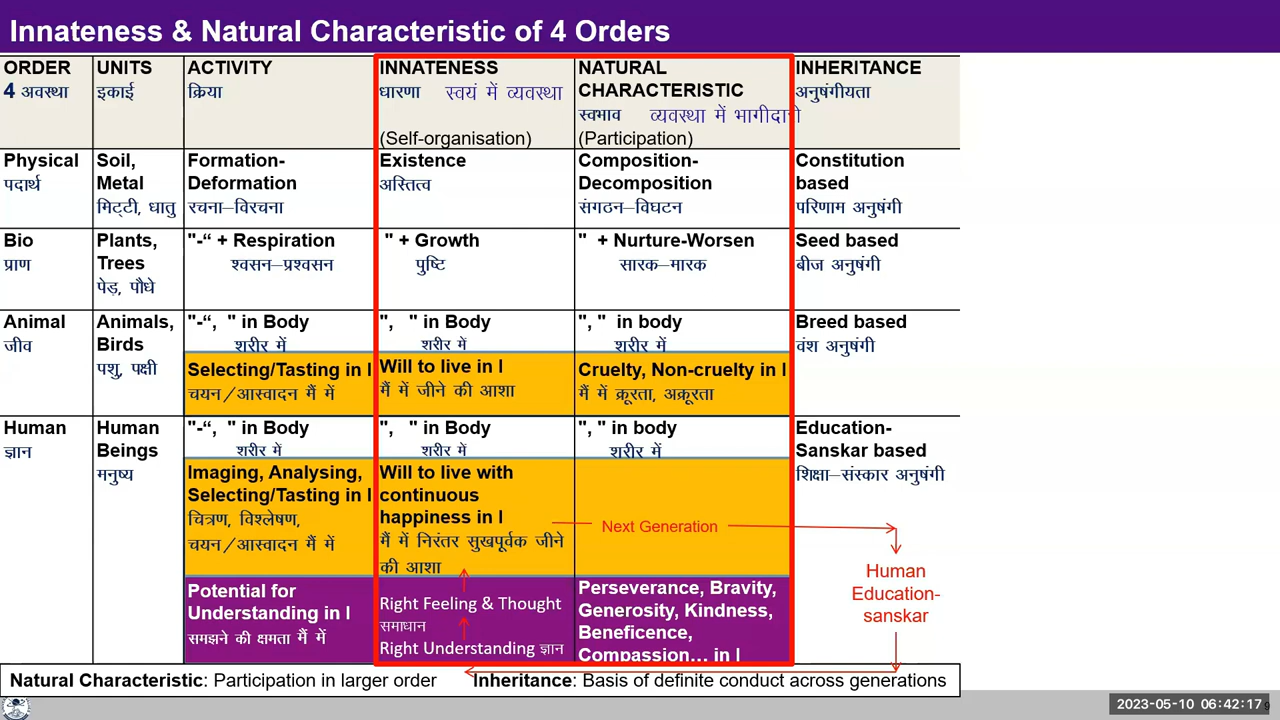 Innateness & Natural Characteristic of 4 Orders
ORDER
4 अवस्था
UNITS
इकाई
ACTIVITY
क्रिया
INNATENESS
धारणा स्वयं में व्यवस्था
(Self-organisation)
NATURAL
CHARACTERISTIC
स्वभाव व्यवस्था में भागीदारी
(Participation)
INHERITANCE
अनुषंगीयता
Physical
पदार्थ
Soil,
Metal
मिट्टी, धातु
Formation-
Deformation
रचना–विरचना
Existence
अस्तित्व
Composition-
Decomposition
संगठन–विघटन
Constitution
based
परिणाम अनुषंगी
Bio
प्राण
Plants,
Trees
पेड़, पौधे
"-“ + Respiration
श्वसन–प्रश्वसन
" + Growth
पुष्टि
" + Nurture-Worsen
सारक–मारक
Seed based
बीज अनुषंगी
Animal
जीव
Animals,
Birds
पशु, पक्षी
"-“, " in Body
शरीर में
Selecting/Tasting in I
चयन/आस्वादन मैं में
", " in Body
शरीर में
Will to live in I
मैं में जीने की आशा
", " in body
शरीर में
Cruelty, Non-cruelty in I
मैं में क्रूरता, अक्रूरता
Breed based
वंश अनुषंगी
Human
ज्ञान
Human
Beings
मनुष्य
"-“, " in Body
शरीर में
Imaging, Analysing,
Selecting/Tasting in I
चित्रण, विश्लेषण,
चयन/आस्वादन मैं में
Potential for
Understanding in I
समझने की क्षमता मैं में
", " in Body
शरीर में
Will to live with
continuous
happiness in I
मैं में निरंतर सुखपूर्वक जीने
की आशा
Right Feeling & Thought
समाधान
Right Understanding ज्ञान
", " in body
शरीर में
Next Generation
Perseverance, Bravity,
Generosity, Kindness,
Beneficence,
Compassion... in I
Education-
Sanskar based
शिक्षा–संस्कार अनुषंगी
Human
Education-
sanskar
Natural Characteristic: Participation in larger order Inheritance: Basis of definite conduct across generations
2023-05-10 06:42:17
9